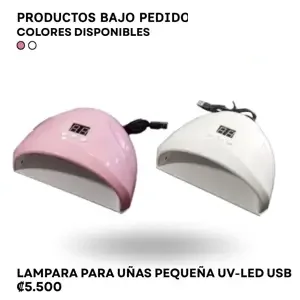 PRODUCTOS BAJO PEDIDO
COLORES DISPONIBLES
LAMPARA PARA UÑAS PEQUEÑA UV-LED USB
₡5.500